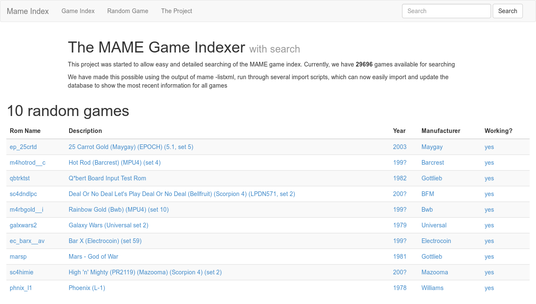 Mame Index Game Index Random Game The Project Search Search
The MAME Game Indexer with search
This project was started to allow easy and detailed searching of the MAME game index. Currently, we have 29696 games available for searching
We have made this possible using the output of mame -listxml, run through several import scripts, which can now easily import and update the
database to show the most recent information for all games
10 random games
Rom Name Description Year Manufacturer Working?
ep_25crtd 25 Carrot Gold (Maygay) (EPOCH) (5.1, set 5) 2003 Maygay yes
m4hotrod__c Hot Rod (Barcrest) (MPU4) (set 4) 199? Barcrest yes
qbtrktst Q*bert Board Input Test Rom 1982 Gottlieb yes
sc4dndlpc Deal Or No Deal Let's Play Deal Or No Deal (Bellfruit) (Scorpion 4) (LPDN571, set 2) 200? BFM yes
m4rbgold__i Rainbow Gold (Bwb) (MPU4) (set 10) 199? Bwb yes
galxwars2 Galaxy Wars (Universal set 2) 1979 Universal yes
ec_barx__av Bar X (Electrocoin) (set 59) 199? Electrocoin yes
marsp Mars - God of War 1981 Gottlieb yes
sc4himie High 'n' Mighty (PR2119) (Mazooma) (Scorpion 4) (set 2) 200? Mazooma yes
phnix_l1 Phoenix (L-1) 1978 Williams yes